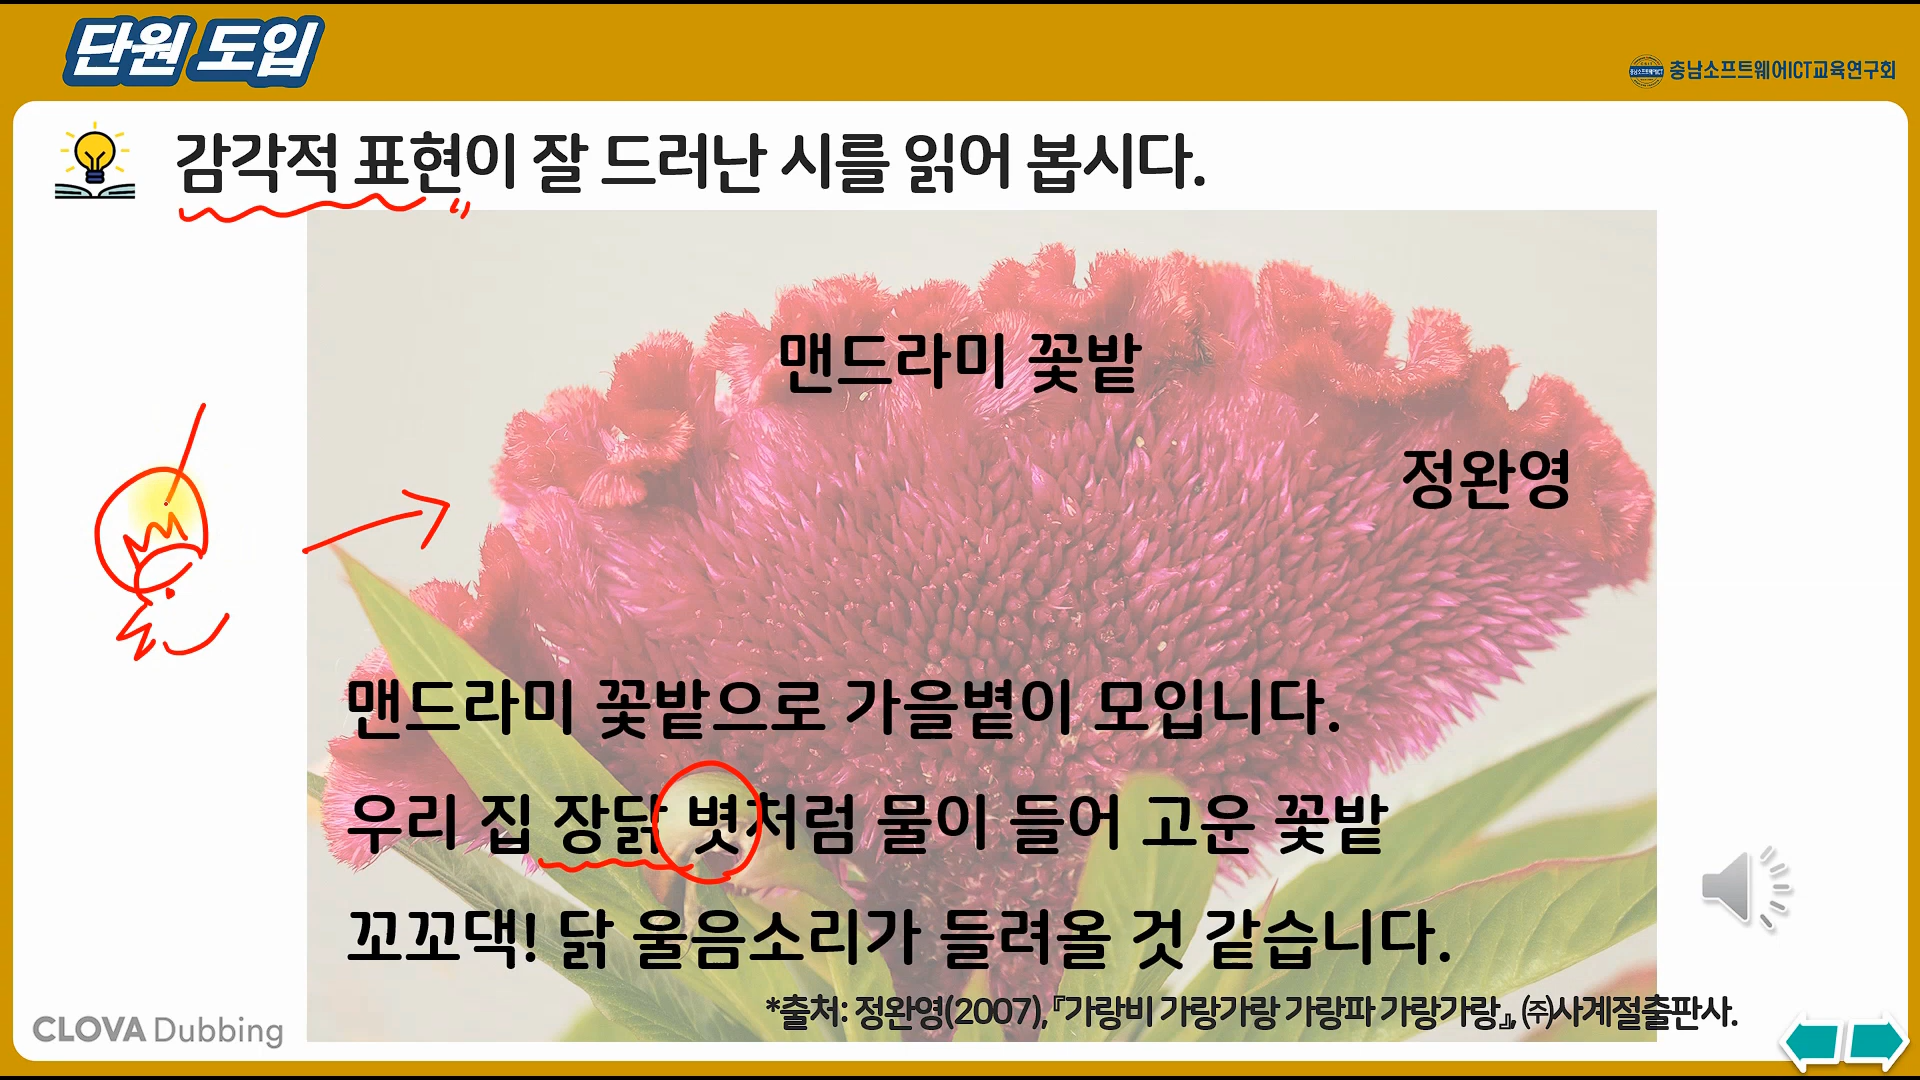 단원 도입
충남소프트웨어ICT교육연구회
감각적 표현이 잘 드러난 시를 읽어 봅시다.
맨드라미 꽃밭
정완영
맨드라미 꽃밭으로 가을볕이 모입니다.
우리 집 장닭 볏처럼 물이 들어 고운 꽃밭
꼬꼬댁! 닭 울음소리가 들려올 것 같습니다.
*출처: 정완영(2007),『가랑비 가랑가랑 가랑파 가랑가랑』, ㈜사계절출판사.
CLOVA Dubbing